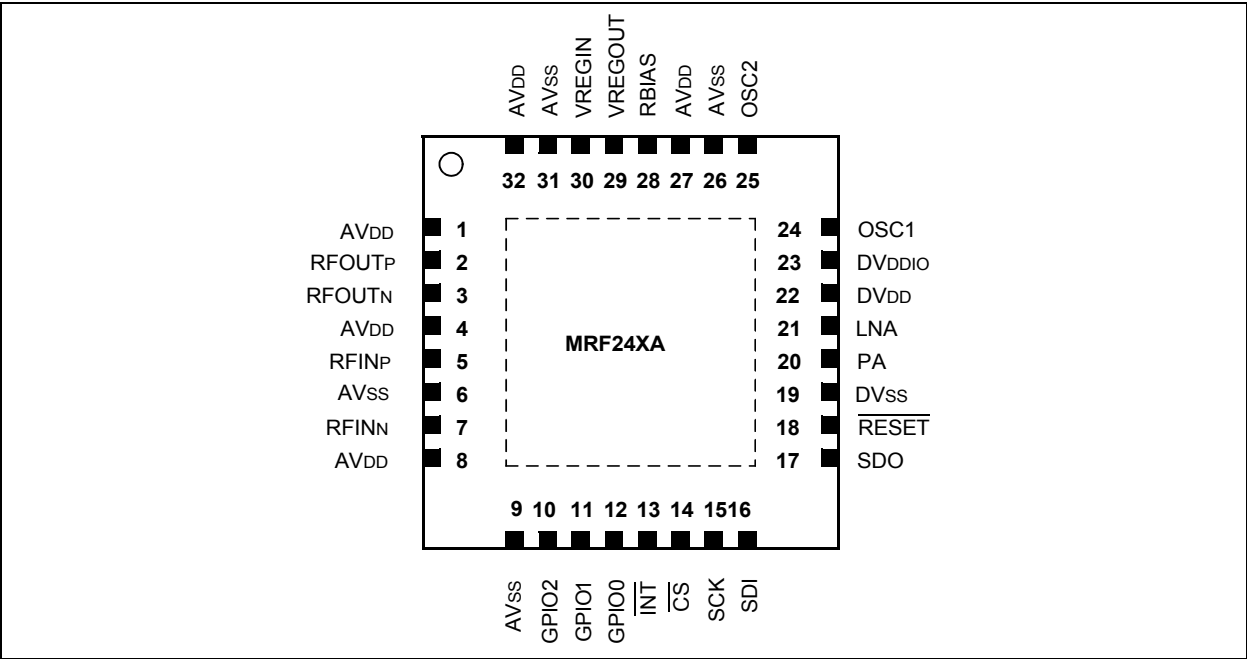 AVDD AVSS VREGIN VREGOUT RBIAS AVDD AVSS OSC2
32 31 30 29 28 27 26 25
AVDD 1 24 OSC1
RFOUTP 2 23 DVDDIO
RFOUTN 3 22 DVDD
AVDD 4 21 LNA
MRF24XA
RFINP 5 20 PA
AVSS 6 19 DVSS
RFINN 7 18 RESET
AVDD 8 17 SDO
9 10 11 12 13 14 15 16
AVSS GPIO2 GPIO1 GPIO0 INT CS SCK SDI